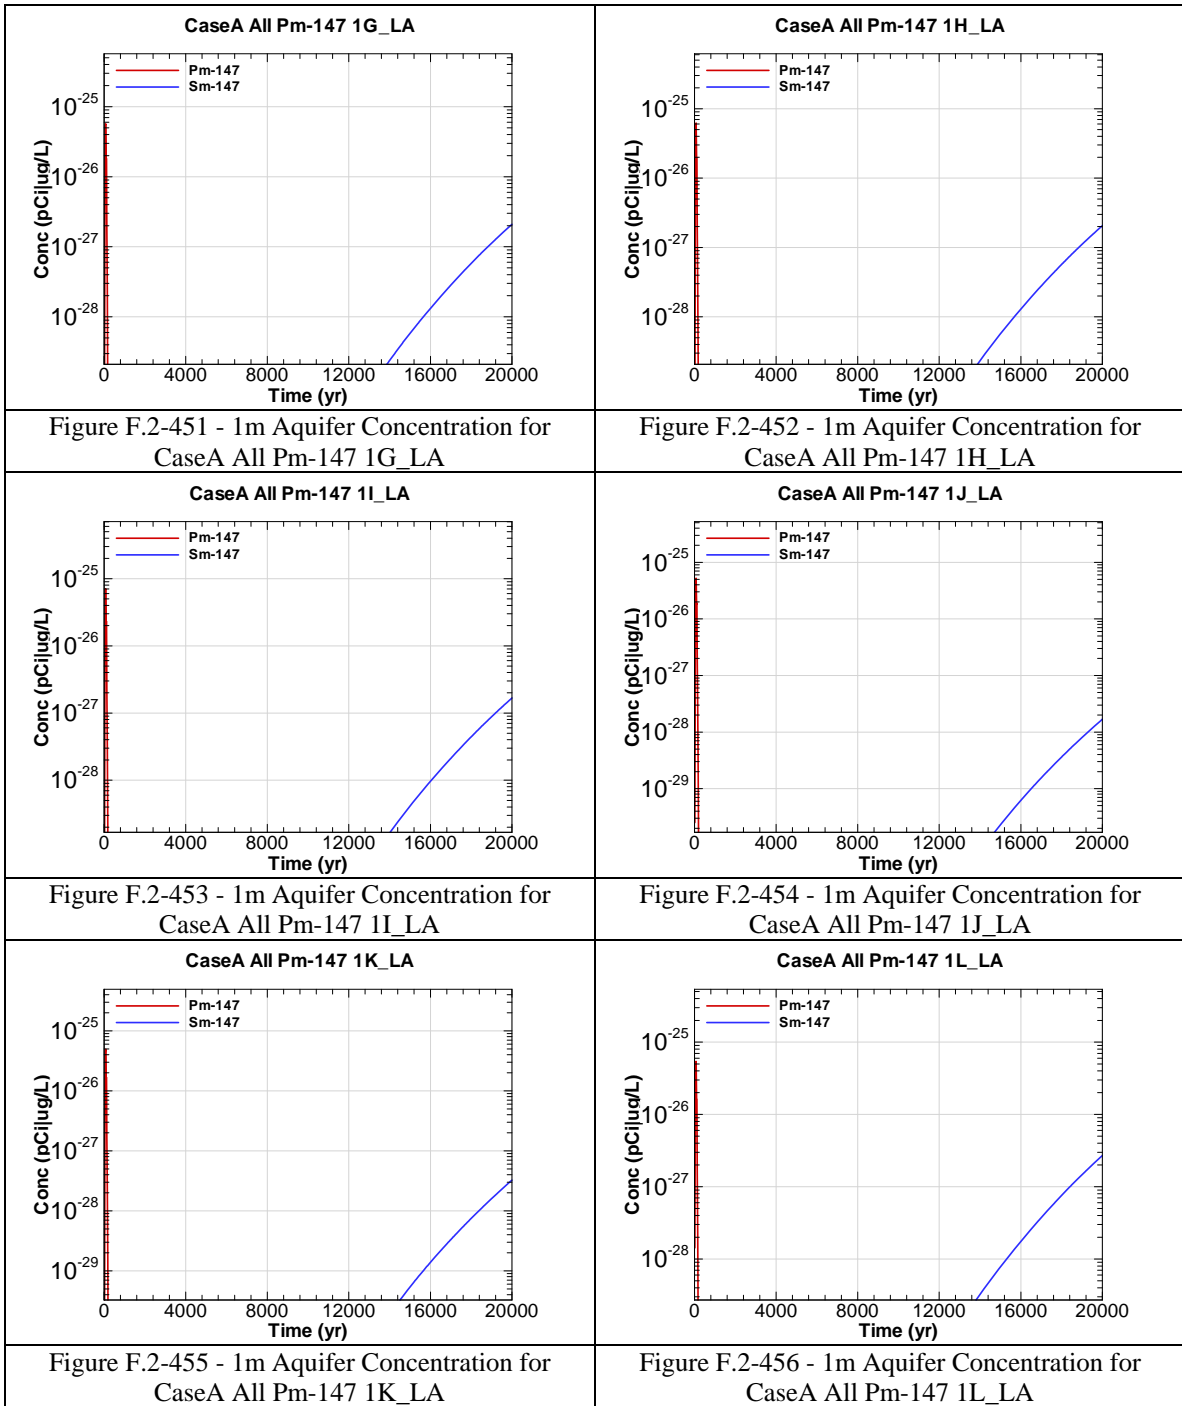 CaseA All Pm-147 1G_LA
Pm-147
Sm-147
10-25
10-26
10-27
10-28
Conc (pCi|ug/L)
0 4000 8000 12000 16000 20000
Time (yr)
Figure F.2-451 - 1m Aquifer Concentration for
CaseA All Pm-147 1G_LA
CaseA All Pm-147 1H_LA
Pm-147
Sm-147
10-25
10-26
10-27
10-28
Conc (pCi|ug/L)
0 4000 8000 12000 16000 20000
Time (yr)
Figure F.2-452 - 1m Aquifer Concentration for
CaseA All Pm-147 1H_LA
CaseA All Pm-147 1I_LA
Pm-147
Sm-147
10-25
10-26
10-27
10-28
Conc (pCi|ug/L)
0 4000 8000 12000 16000 20000
Time (yr)
Figure F.2-453 - 1m Aquifer Concentration for
CaseA All Pm-147 1I_LA
CaseA All Pm-147 1J_LA
Pm-147
Sm-147
10-25
10-26
10-27
10-28
10-29
Conc (pCi|ug/L)
0 4000 8000 12000 16000 20000
Time (yr)
Figure F.2-454 - 1m Aquifer Concentration for
CaseA All Pm-147 1J_LA
CaseA All Pm-147 1K_LA
Pm-147
Sm-147
10-25
10-26
10-27
10-28
10-29
Conc (pCi|ug/L)
0 4000 8000 12000 16000 20000
Time (yr)
Figure F.2-455 - 1m Aquifer Concentration for
CaseA All Pm-147 1K_LA
CaseA All Pm-147 1L_LA
Pm-147
Sm-147
10-25
10-26
10-27
10-28
Conc (pCi|ug/L)
0 4000 8000 12000 16000 20000
Time (yr)
Figure F.2-456 - 1m Aquifer Concentration for
CaseA All Pm-147 1L_LA